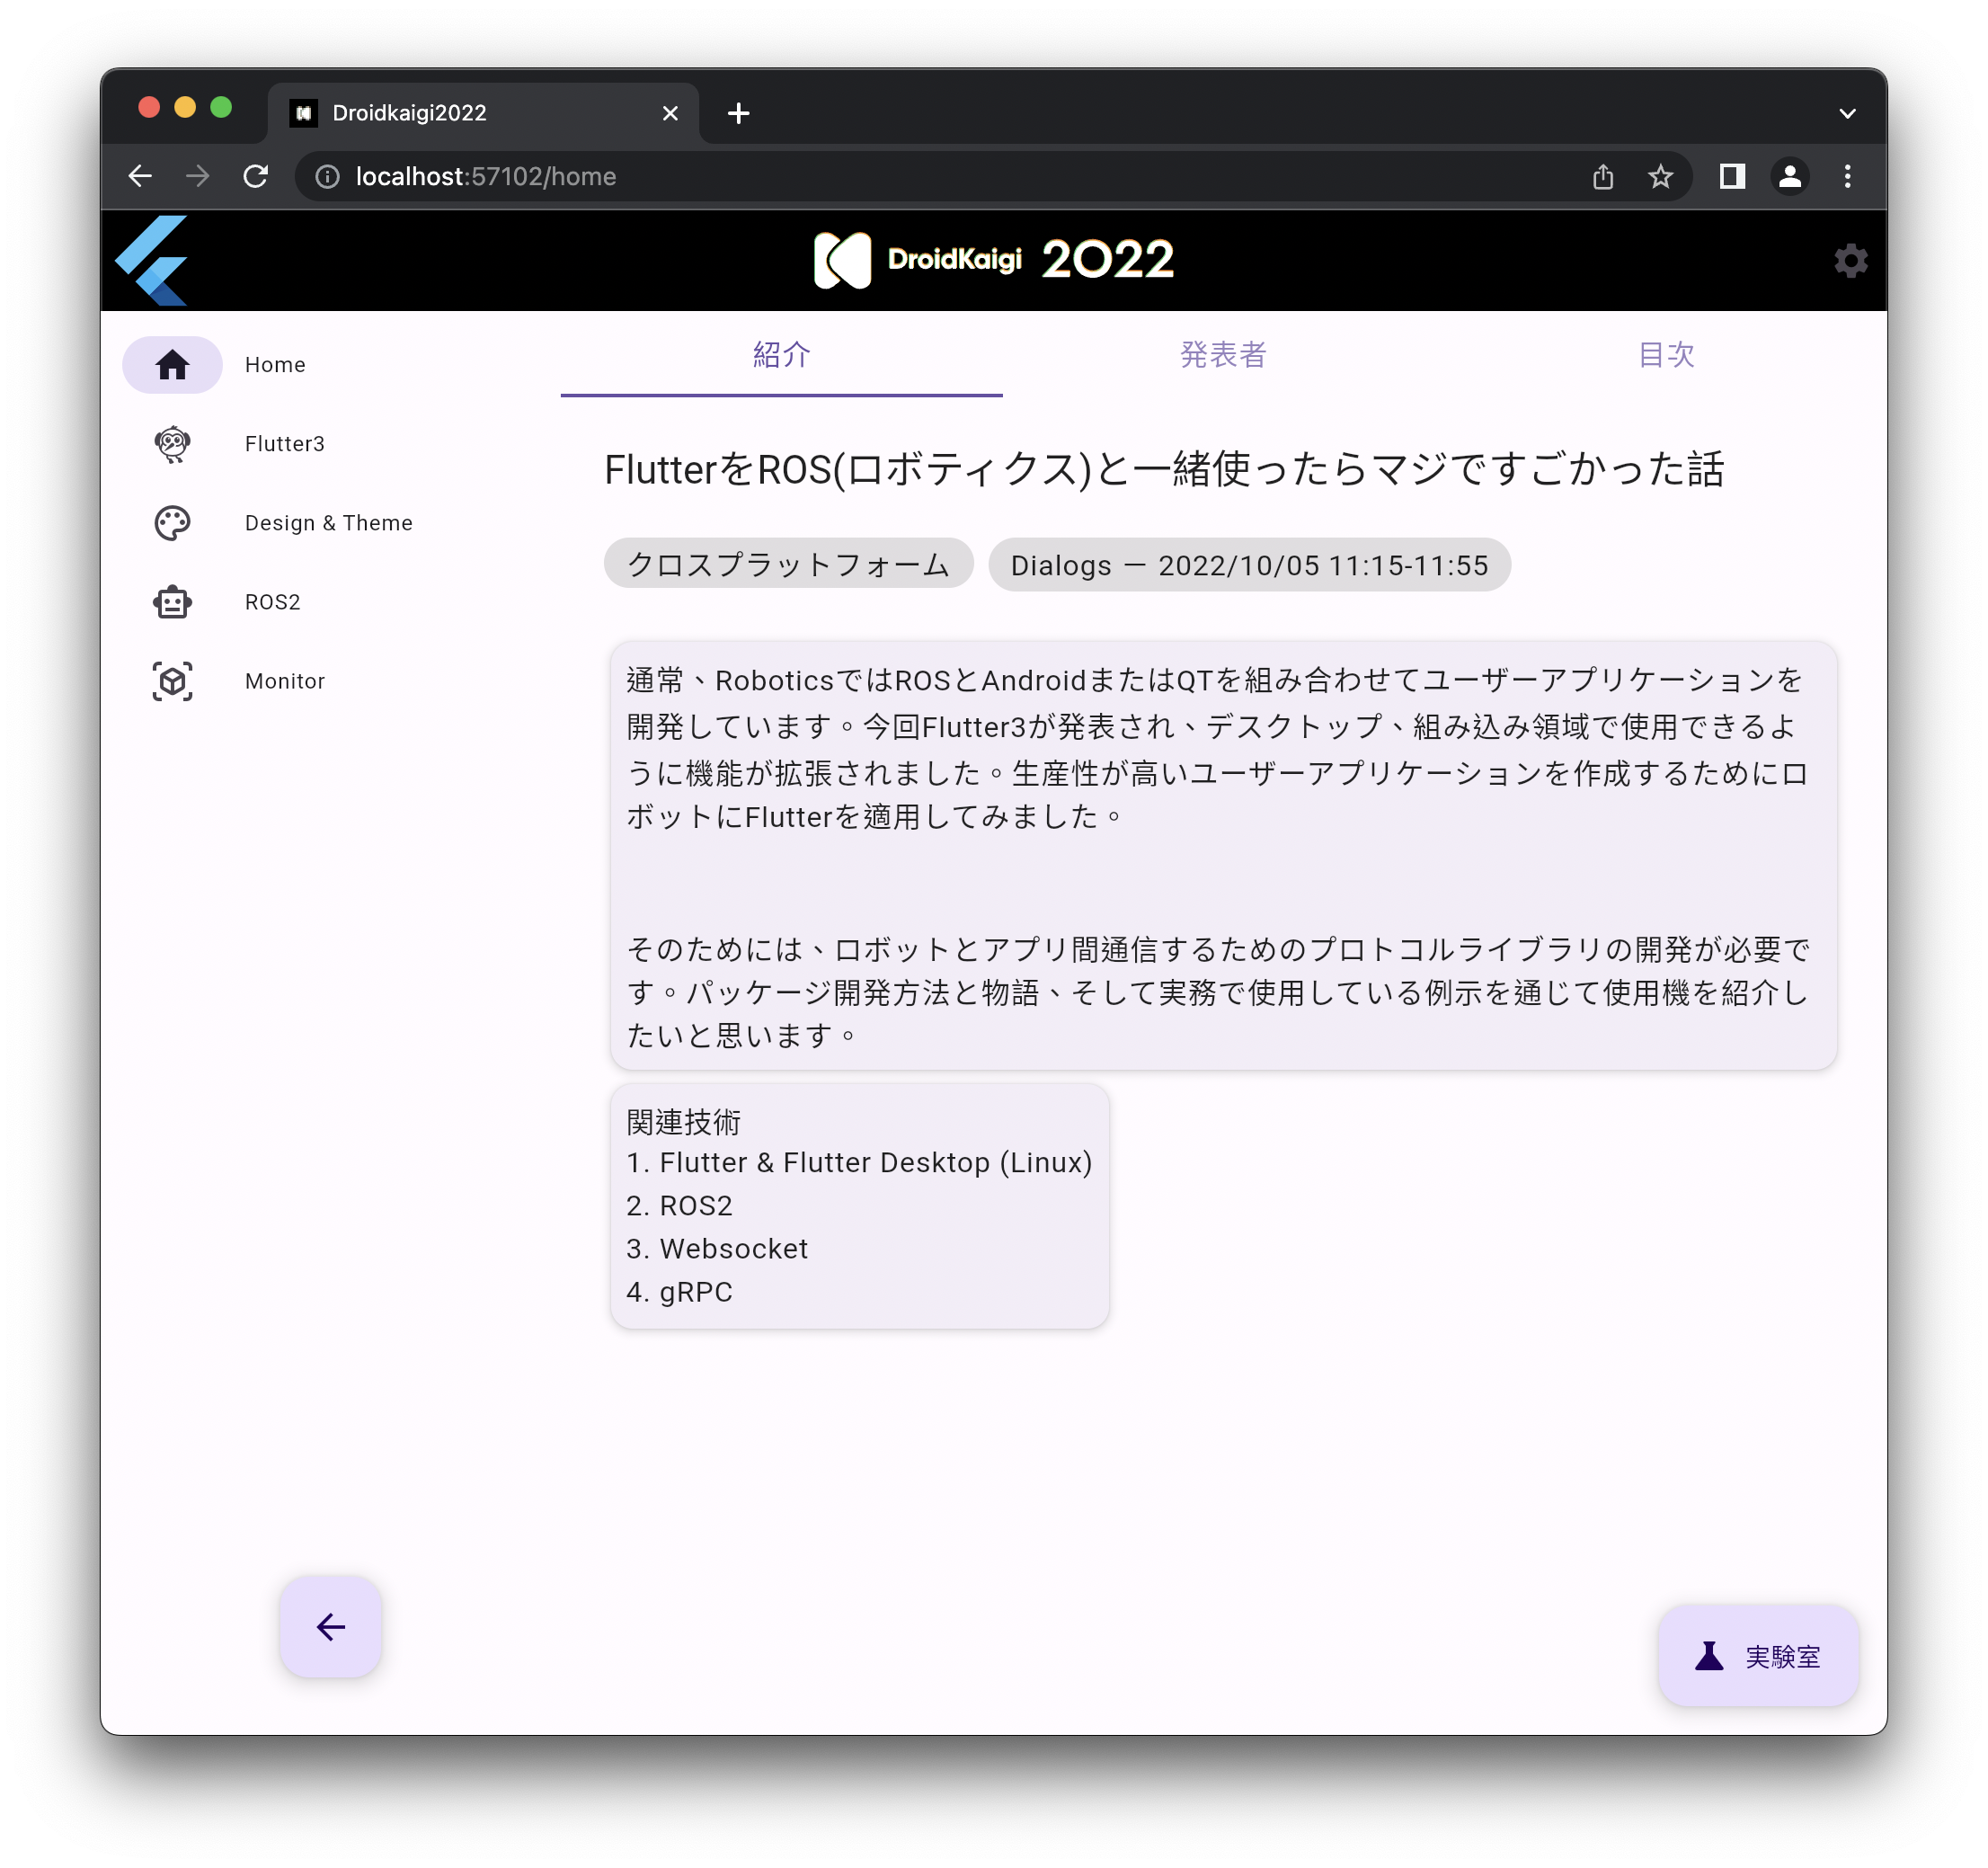 Droidkaigi2022
localhost:57102/home
DroidKaigi 2022
Home
Flutter3
Design & Theme
ROS2
Monitor
紹介
発表者
目次
FlutterをROS(ロボティクス)と一緒使ったらマジですごかった話
クロスプラットフォーム
Dialogs ー 2022/10/05 11:15-11:55
通常、RoboticsではROSとAndroidまたはQTを組み合わせてユーザーアプリケーションを
開発しています。今回Flutter3が発表され、デスクトップ、組み込み領域で使用できるよ
うに機能が拡張されました。生産性が高いユーザーアプリケーションを作成するためにロ
ボットにFlutterを適用してみました。
そのためには、ロボットとアプリ間通信するためのプロトコルライブラリの開発が必要で
す。パッケージ開発方法と物語、そして実務で使用している例示を通じて使用機を紹介し
たいと思います。
関連技術
1. Flutter & Flutter Desktop (Linux)
2. ROS2
3. Websocket
4. gRPC
実験室